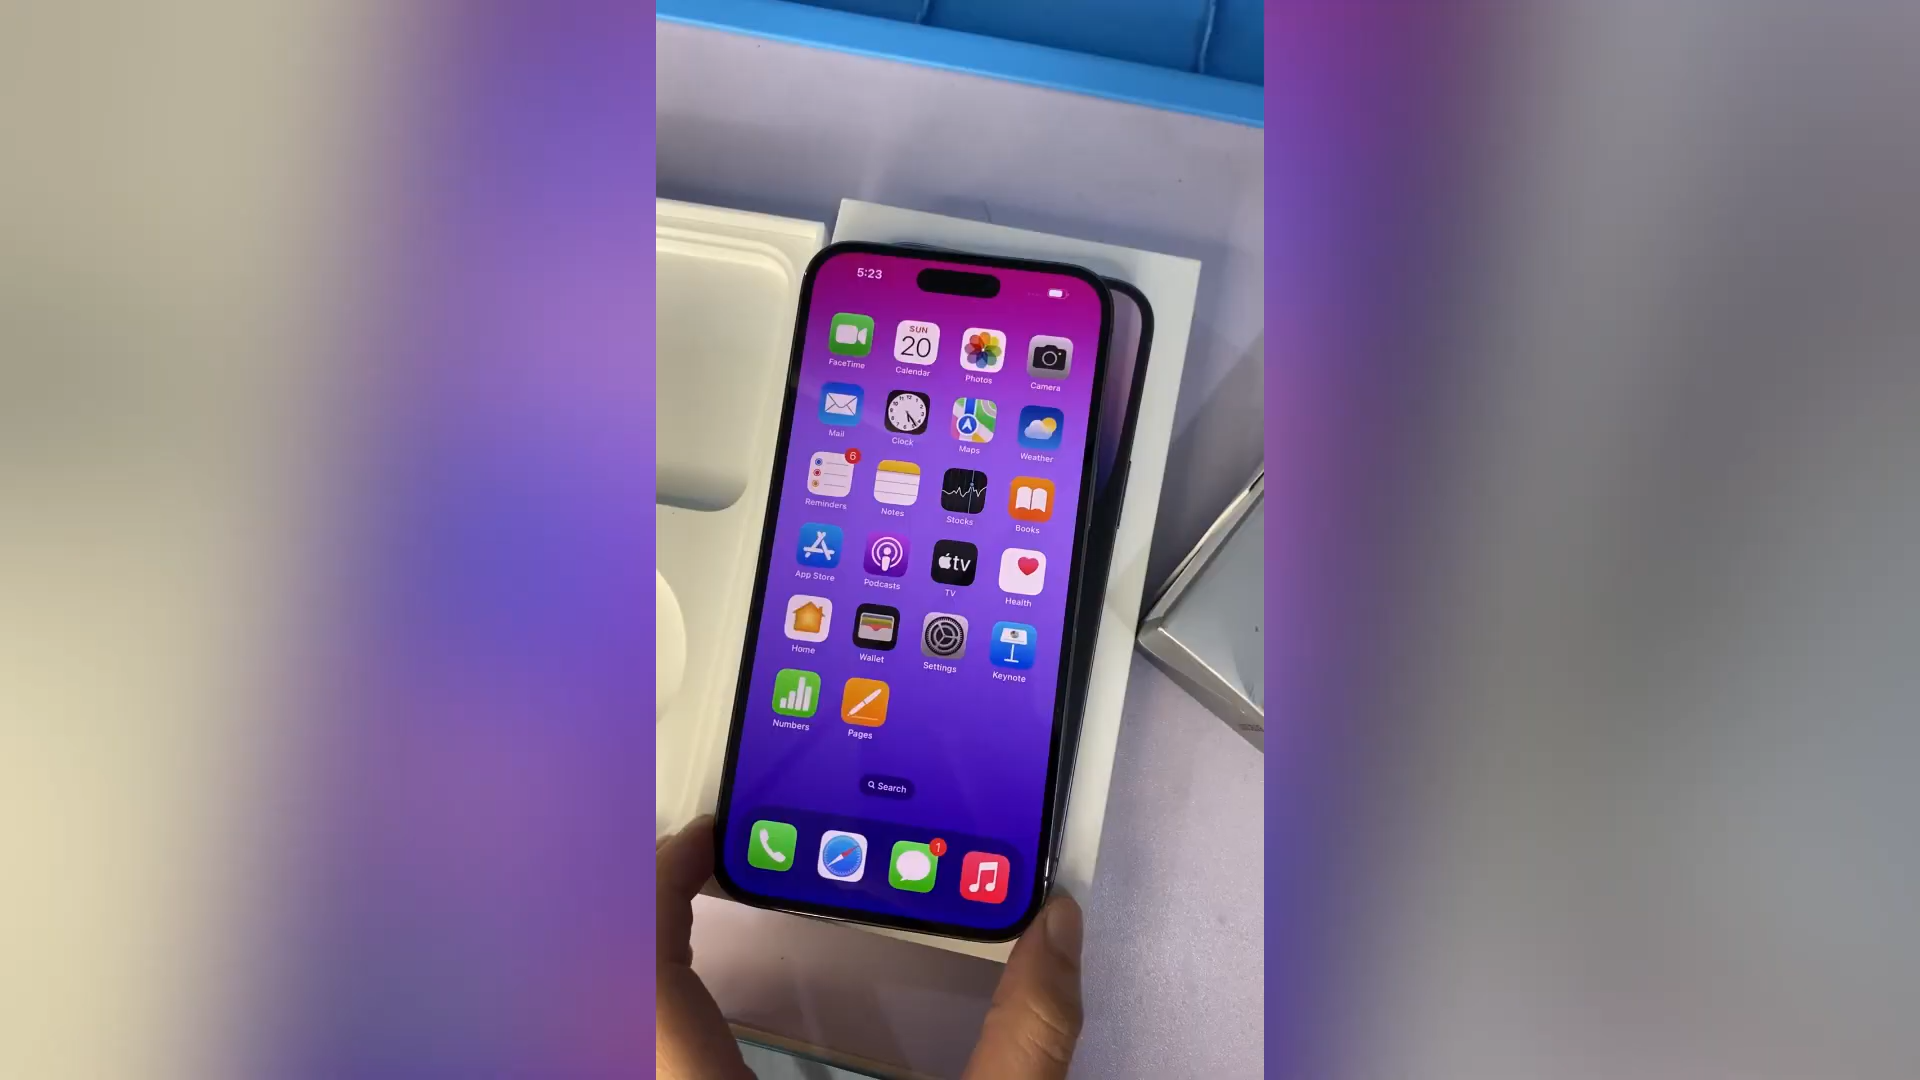 5:23
SUN
20
FaceTime
Calendar
Photos
Camera
Mail
Clock
Maps
Weather
6
Reminders
Notes
Stocks
Books
tv
App Store
Podcasts
TV
Health
Home
Wallet
Settings
Keynote
Numbers
Pages
Search
1